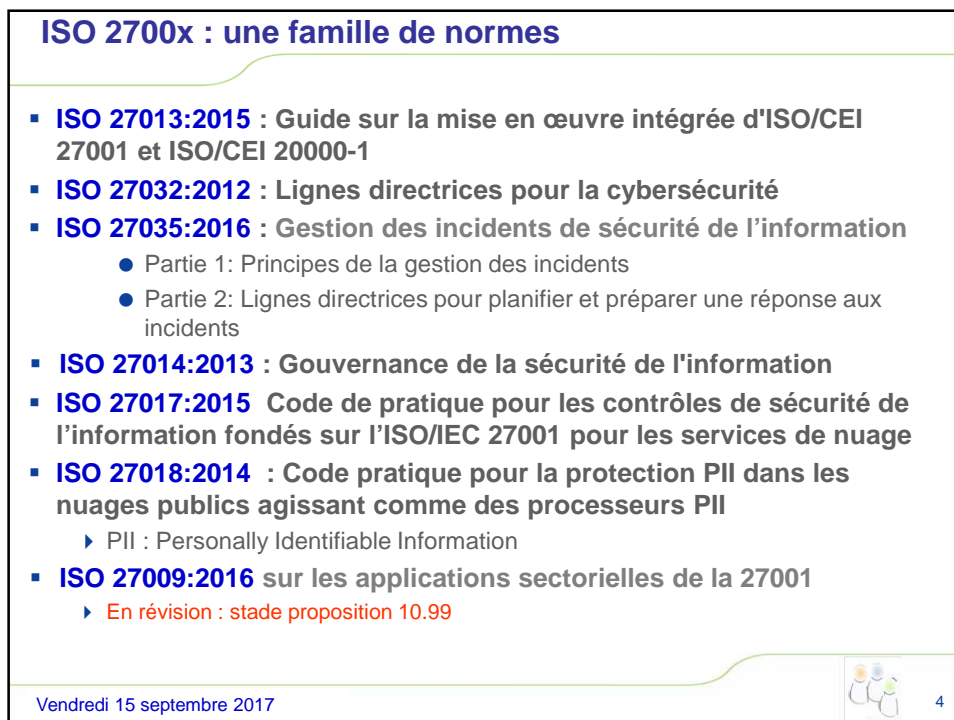 ISO 2700x : une famille de normes
▪ ISO 27013:2015 : Guide sur la mise en œuvre intégrée d'ISO/CEI
27001 et ISO/CEI 20000-1
▪ ISO 27032:2012 : Lignes directrices pour la cybersécurité
▪ ISO 27035:2016 : Gestion des incidents de sécurité de l’information
● Partie 1: Principes de la gestion des incidents
● Partie 2: Lignes directrices pour planifier et préparer une réponse aux
incidents
▪ ISO 27014:2013 : Gouvernance de la sécurité de l'information
▪ ISO 27017:2015 Code de pratique pour les contrôles de sécurité de
l’information fondés sur l’ISO/IEC 27001 pour les services de nuage
▪ ISO 27018:2014 : Code pratique pour la protection PII dans les
nuages publics agissant comme des processeurs PII
PII : Personally Identifiable Information
▪ ISO 27009:2016 sur les applications sectorielles de la 27001
En révision : stade proposition 10.99
Vendredi 15 septembre 2017
4